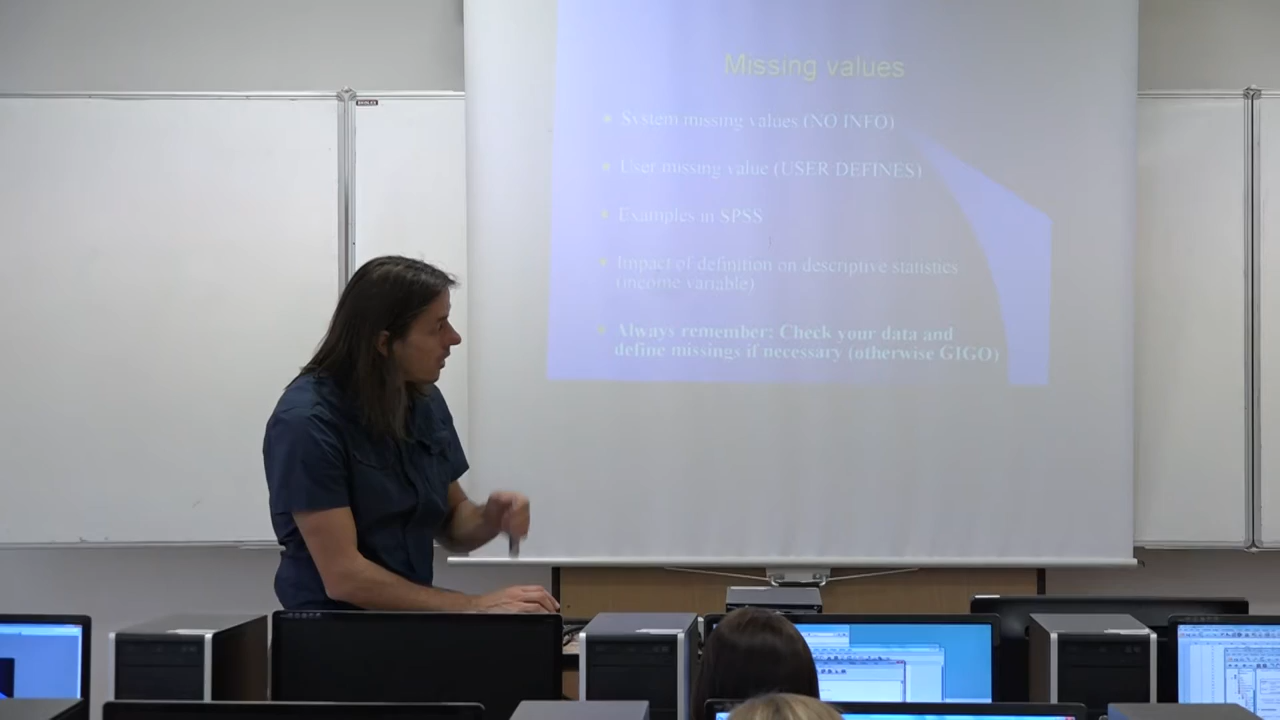 Missing values
System missing values (NO INFO)
User missing value (USER DEFINES)
Examples in SPSS
Impact of definition on descriptive statistics
(income variable)
Always remember: Check your data and
define missings if necessary (otherwise GIGO)